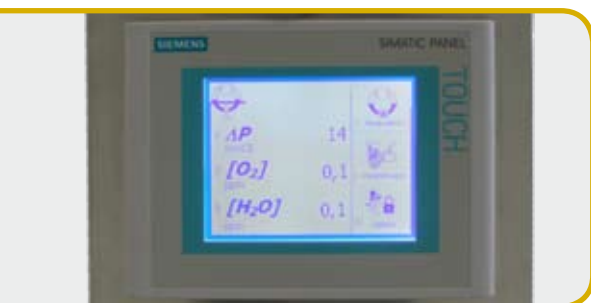 SIEMENS
SIMATIC PANEL
TOUCH
ΔP 14
[O₂] 0,1
[H₂O] 0,1